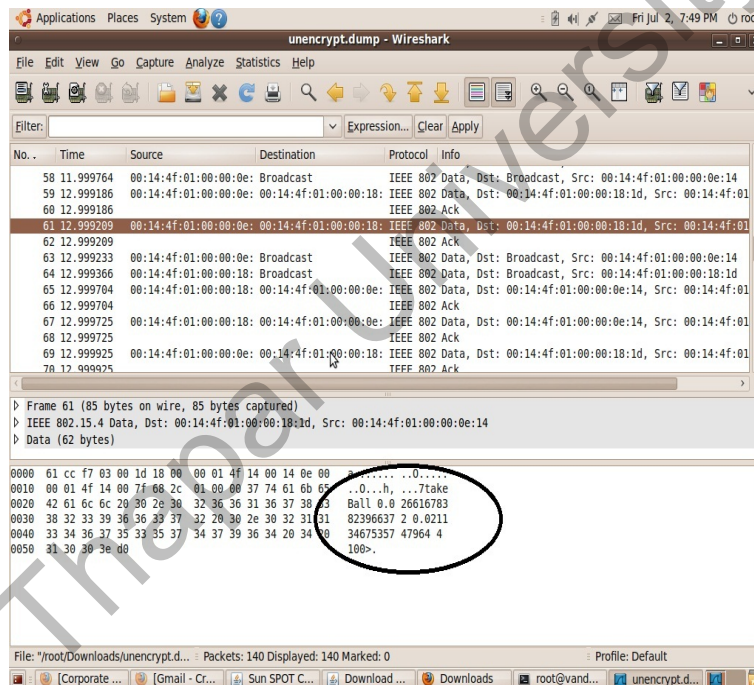 Applications Places System Fri Jul 2, 7:49 PM roo
unencrypt.dump - Wireshark
File Edit View Go Capture Analyze Statistics Help
Filter: Expression... Clear Apply
No. . Time Source Destination Protocol Info
58 11.999764 00:14:4f:01:00:00:0e: Broadcast IEEE 802 Data, Dst: Broadcast, Src: 00:14:4f:01:00:00:0e:14
59 12.999186 00:14:4f:01:00:00:0e: 00:14:4f:01:00:00:18: IEEE 802 Data, Dst: 00:14:4f:01:00:00:18:1d, Src: 00:14:4f:01
60 12.999186 IEEE 802 Ack
61 12.999209 00:14:4f:01:00:00:0e: 00:14:4f:01:00:00:18: IEEE 802 Data, Dst: 00:14:4f:01:00:00:18:1d, Src: 00:14:4f:01
62 12.999209 IEEE 802 Ack
63 12.999233 00:14:4f:01:00:00:0e: Broadcast IEEE 802 Data, Dst: Broadcast, Src: 00:14:4f:01:00:00:0e:14
64 12.999366 00:14:4f:01:00:00:18: Broadcast IEEE 802 Data, Dst: Broadcast, Src: 00:14:4f:01:00:00:18:1d
65 12.999704 00:14:4f:01:00:00:18: 00:14:4f:01:00:00:0e: IEEE 802 Data, Dst: 00:14:4f:01:00:00:0e:14, Src: 00:14:4f:01
66 12.999704 IEEE 802 Ack
67 12.999725 00:14:4f:01:00:00:18: 00:14:4f:01:00:00:0e: IEEE 802 Data, Dst: 00:14:4f:01:00:00:0e:14, Src: 00:14:4f:01
68 12.999725 IEEE 802 Ack
69 12.999925 00:14:4f:01:00:00:0e: 00:14:4f:01:00:00:18: IEEE 802 Data, Dst: 00:14:4f:01:00:00:18:1d, Src: 00:14:4f:01
70 12.999925 IEEE 802 Ack
Frame 61 (85 bytes on wire, 85 bytes captured)
IEEE 802.15.4 Data, Dst: 00:14:4f:01:00:00:18:1d, Src: 00:14:4f:01:00:00:0e:14
Data (62 bytes)
0000 61 cc f7 03 00 1d 18 00 00 01 4f 14 00 14 0e 00 a....... ..O.....
0010 00 01 4f 14 00 7f 68 2c 01 00 00 37 74 61 6b 65 ..O...h, ...7take
0020 42 61 6c 6c 20 30 2e 30 32 36 36 31 36 37 38 33 Ball 0.0 26616783
0030 38 32 33 39 36 36 33 37 32 20 30 2e 30 32 31 31 82396637 2 0.0211
0040 33 34 36 37 35 33 35 37 34 37 39 36 34 20 34 20 34675357 47964 4
0050 31 30 30 3e d0 100>.
File: "/root/Downloads/unencrypt.d... Packets: 140 Displayed: 140 Marked: 0 Profile: Default
[Corporate ... [Gmail - Cr... Sun SPOT C... Download ... Downloads root@vand... unencrypt.d...
Thapar University